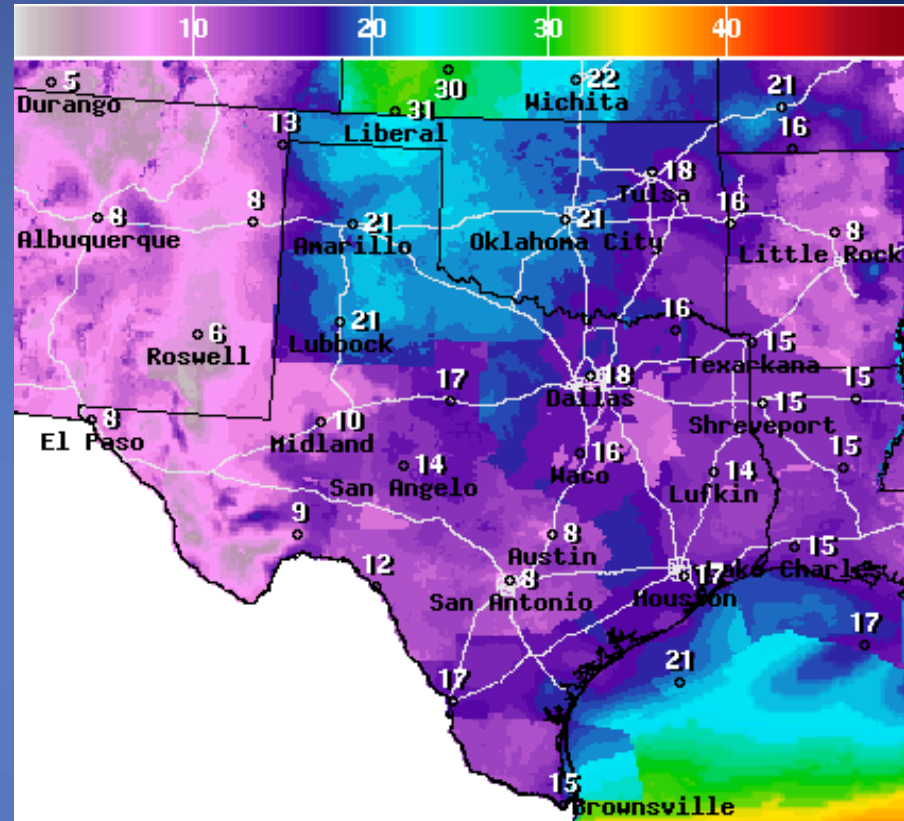 10 20 30 40
5
Durango
30
22
Wichita
31
Liberal
21
16
13
18
Tulsa
8
Albuquerque
8
21
Amarillo
21
Oklahoma City
16
8
Little Rock
6
Roswell
21
Lubbock
16
15
Texarkana
17
18
Dallas
15
Shreveport
15
8
El Paso
10
Midland
14
San Angelo
16
Waco
14
Lufkin
15
9
8
Austin
15
12
8
San Antonio
17
Houston
Lake Charles
17
21
17
15
Brownsville